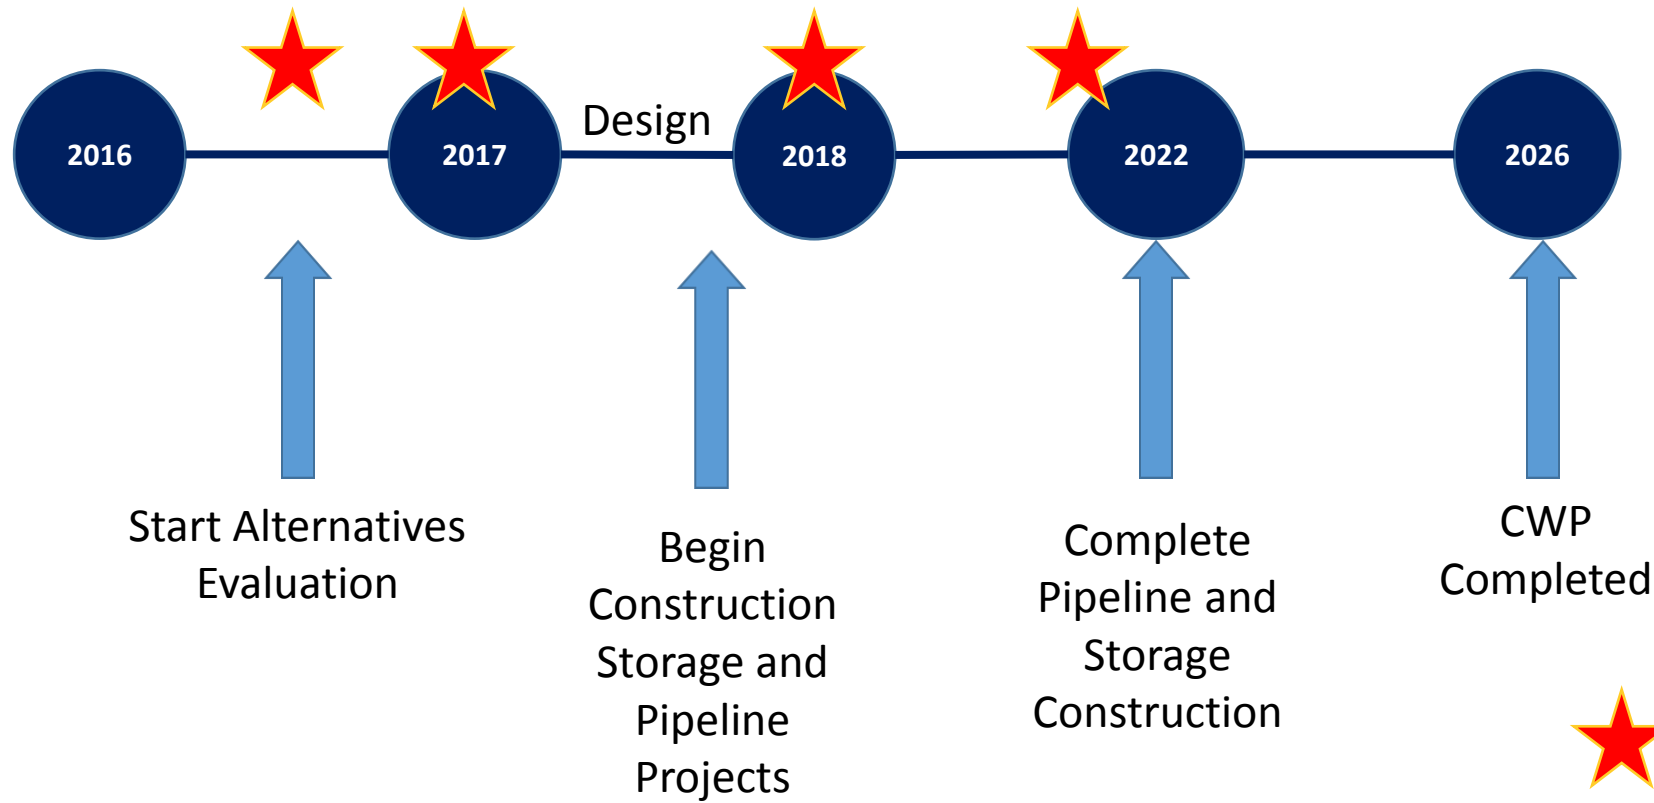 Design
2016
2017
2018
2022
2026
Start Alternatives
Evaluation
Begin
Construction
Storage and
Pipeline
Projects
Complete
Pipeline and
Storage
Construction
CWP
Completed